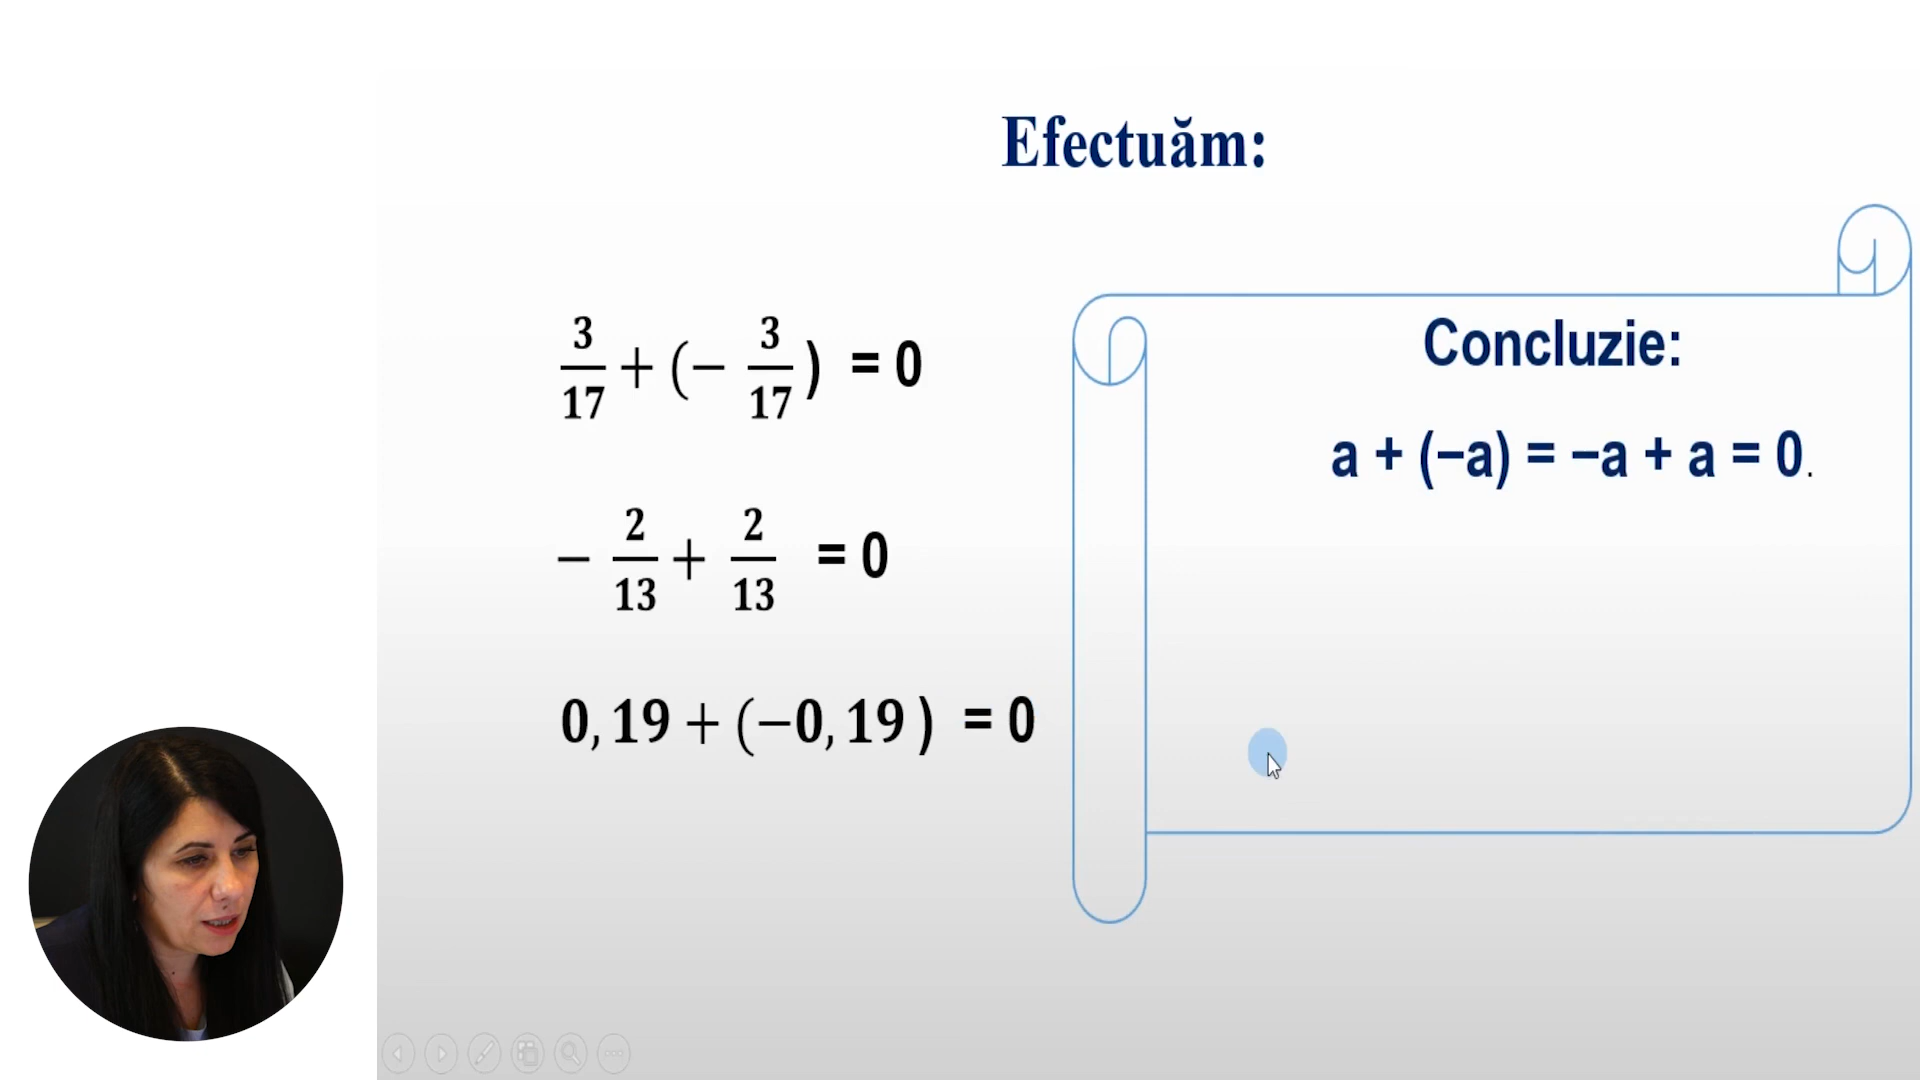 Efectuăm:
3/17 + (− 3/17) = 0
− 2/13 + 2/13 = 0
0,19 + (−0,19) = 0
Concluzie:
a + (−a) = −a + a = 0.